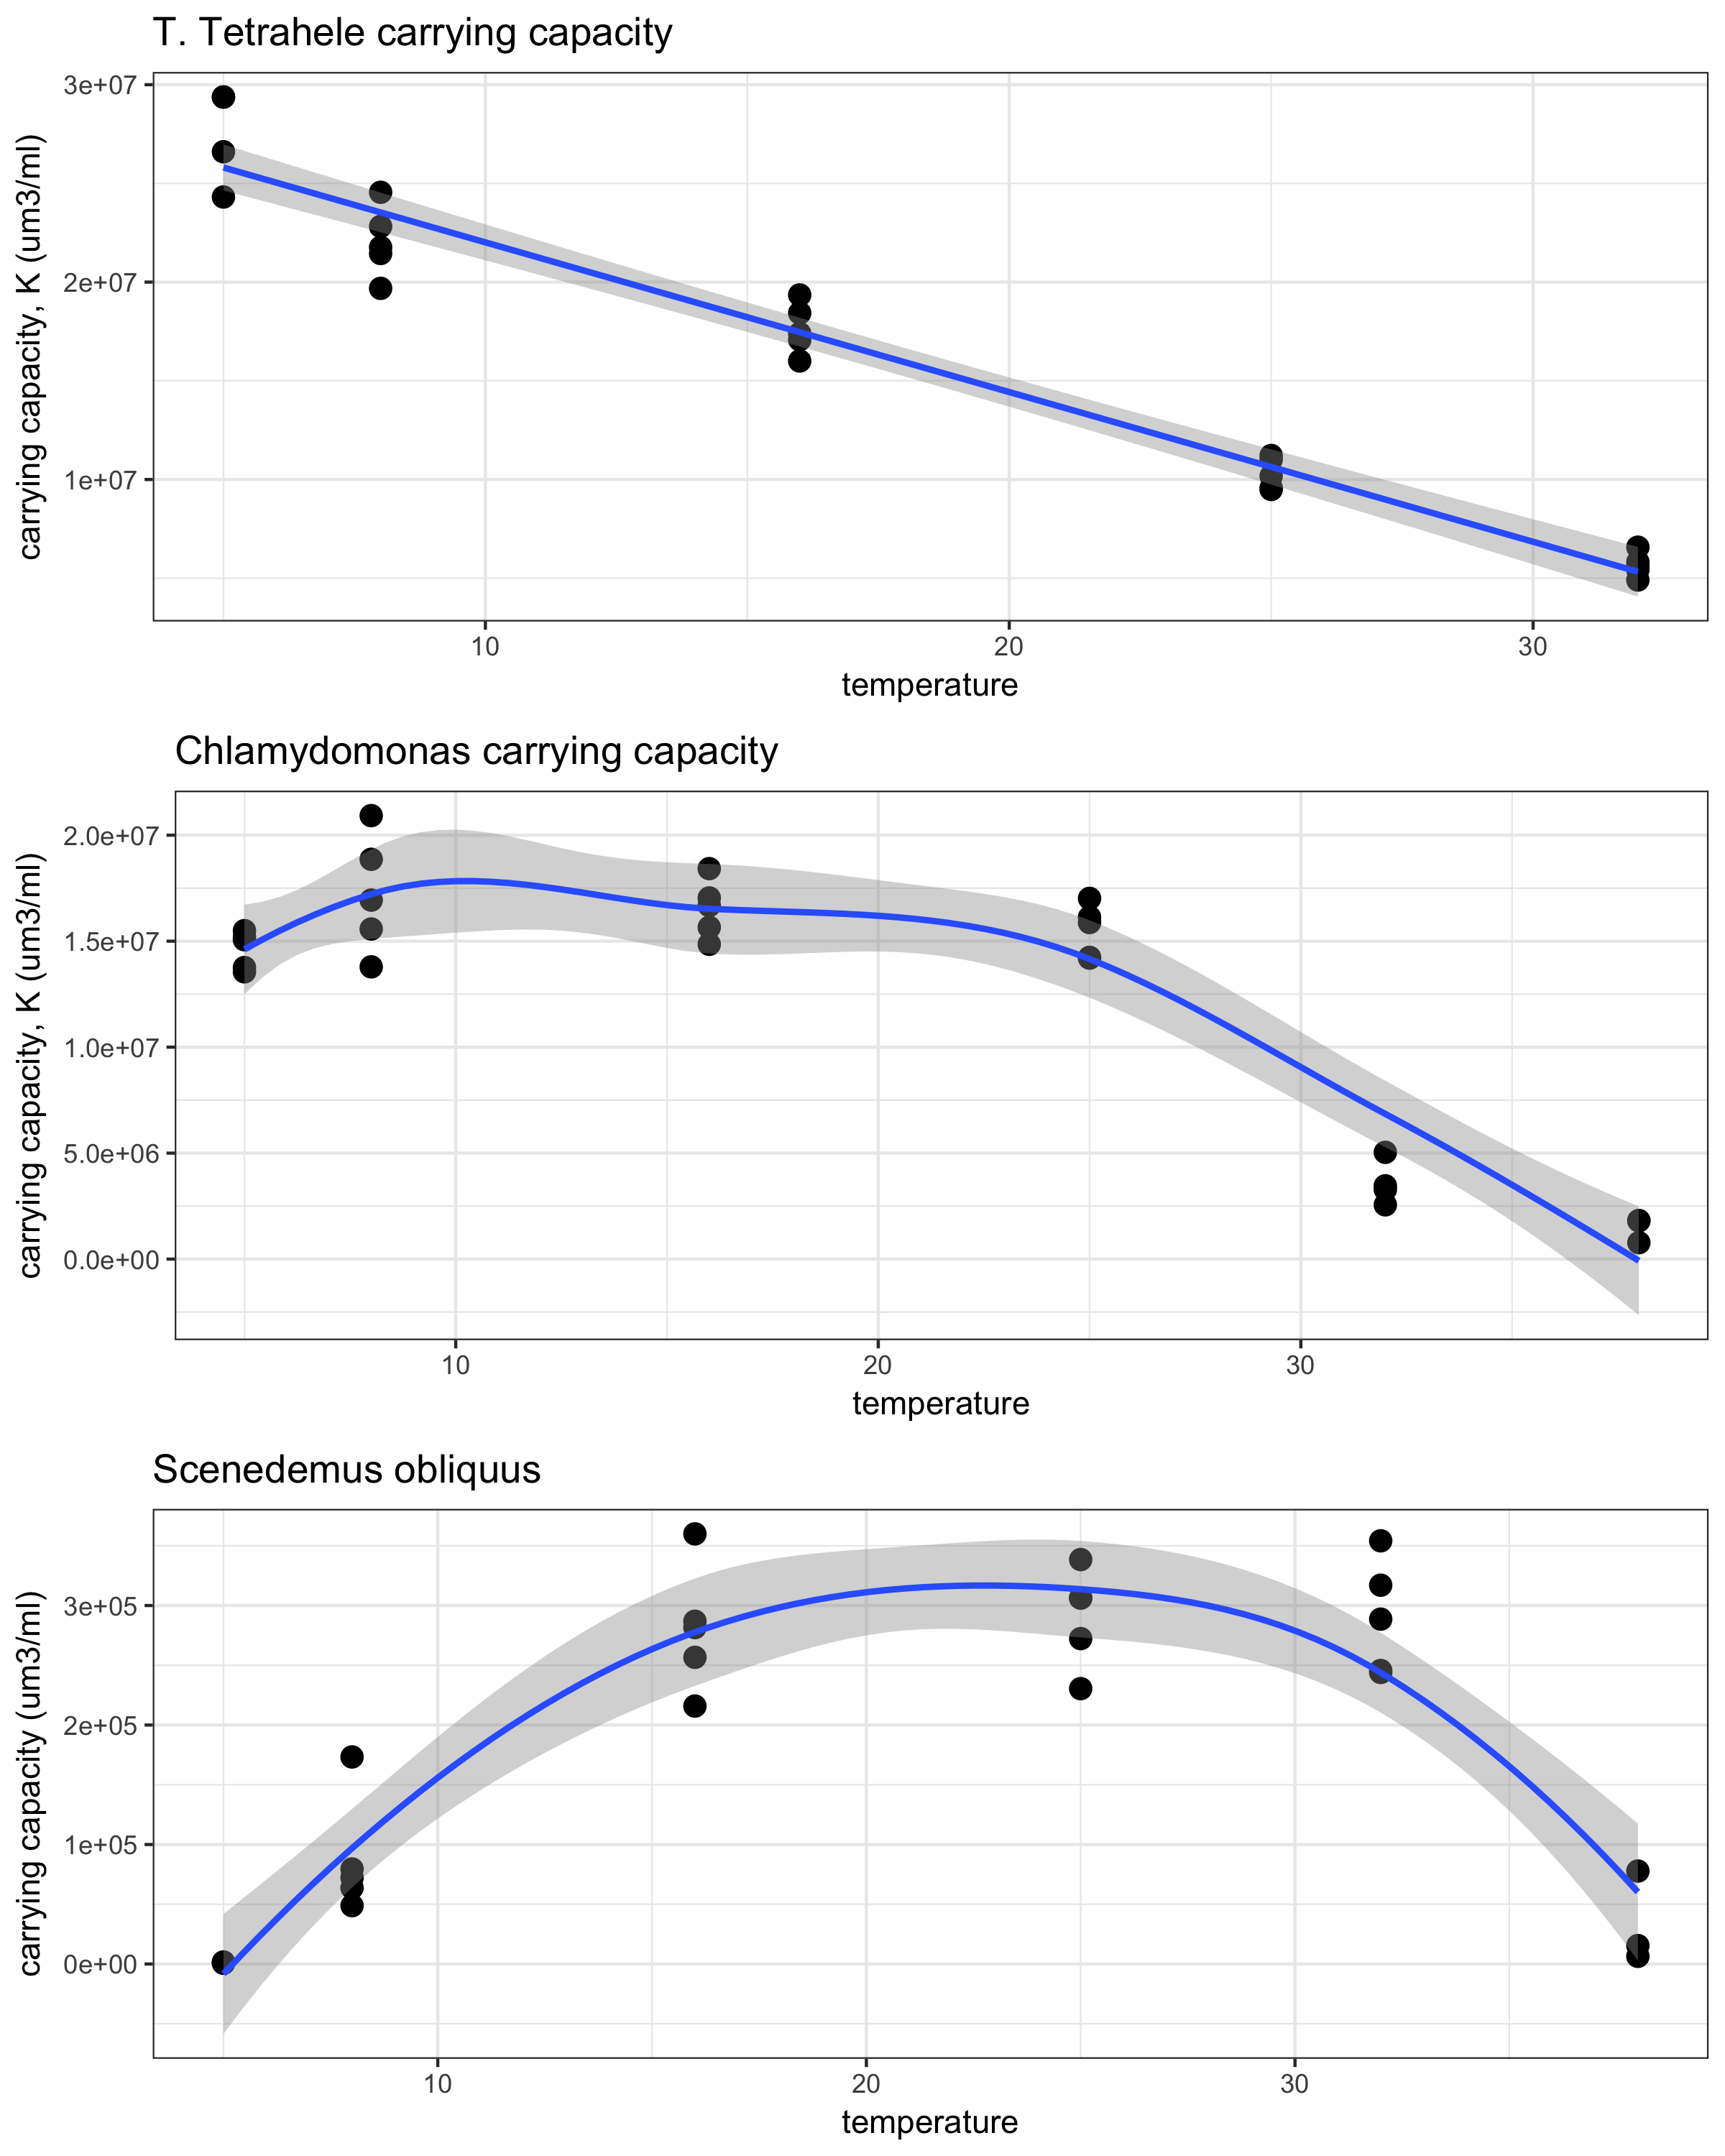 T. Tetrahele carrying capacity
carrying capacity, K (um3/ml)
3e+07
2e+07
1e+07
10 20 30
temperature
Chlamydomonas carrying capacity
carrying capacity, K (um3/ml)
2.0e+07
1.5e+07
1.0e+07
5.0e+06
0.0e+00
10 20 30
temperature
Scenedemus obliquus
carrying capacity (um3/ml)
3e+05
2e+05
1e+05
0e+00
10 20 30
temperature